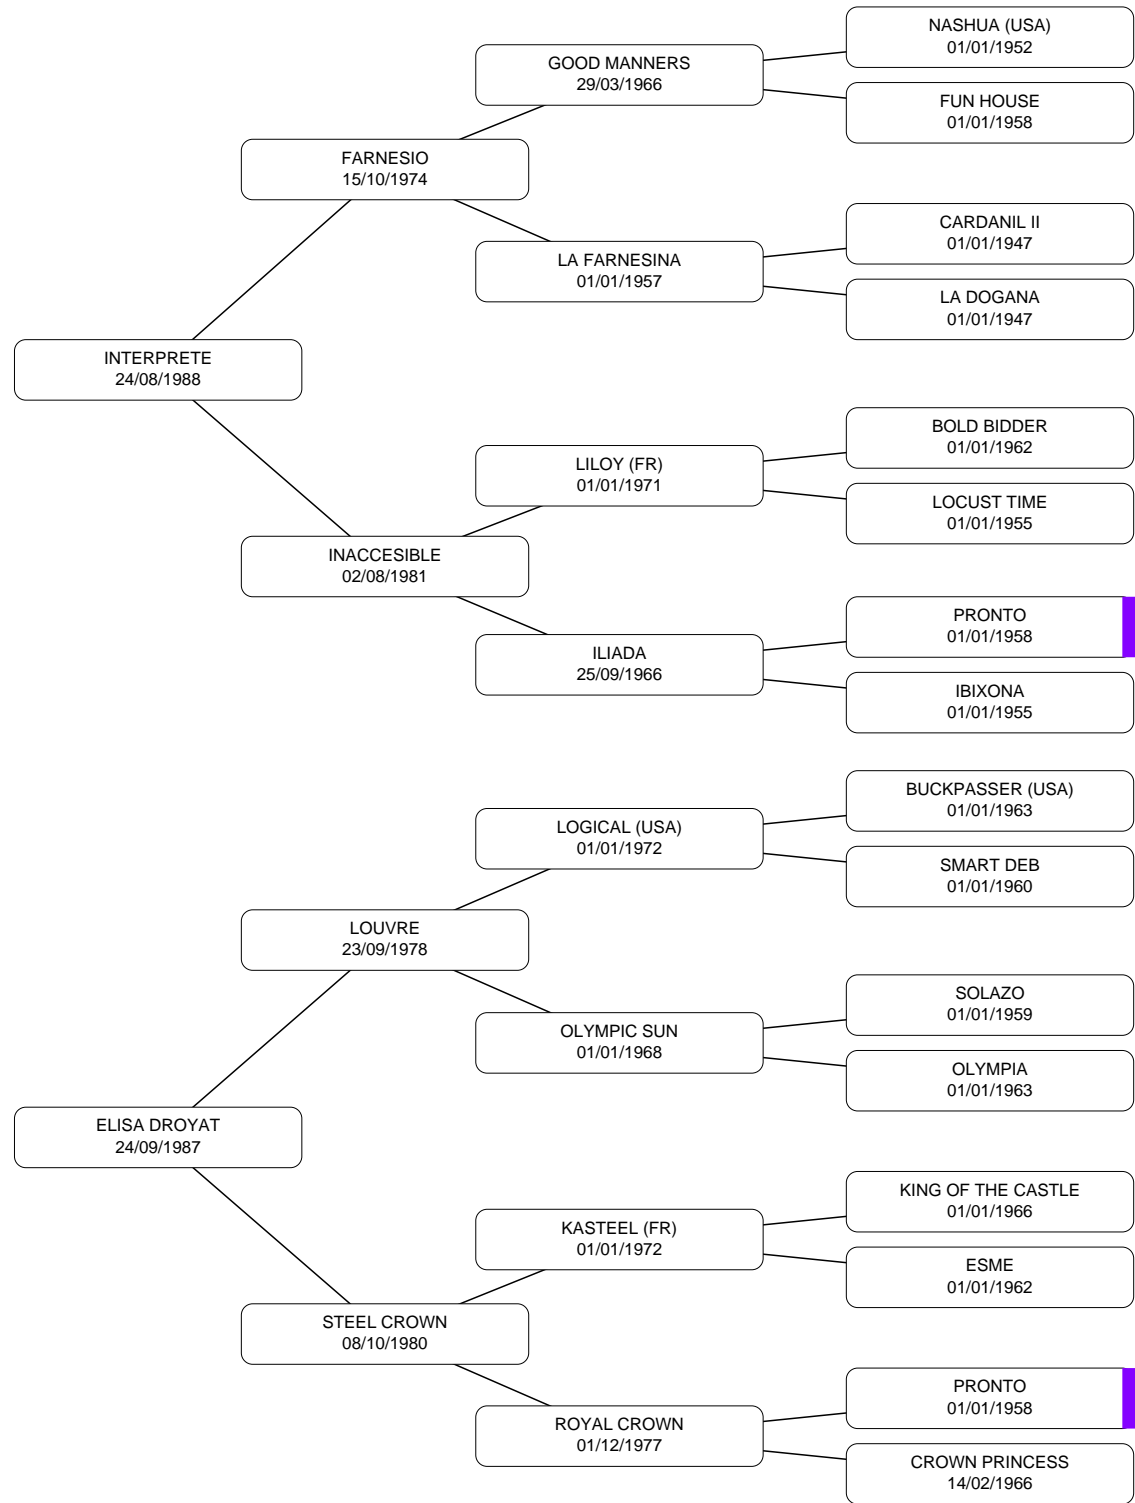 NASHUA (USA)
01/01/1952
GOOD MANNERS
29/03/1966
FUN HOUSE
01/01/1958
FARNESIO
15/10/1974
CARDANIL II
01/01/1947
LA FARNESINA
01/01/1957
LA DOGANA
01/01/1947
INTERPRETE
24/08/1988
BOLD BIDDER
01/01/1962
LILOY (FR)
01/01/1971
LOCUST TIME
01/01/1955
INACCESIBLE
02/08/1981
PRONTO
01/01/1958
ILIADA
25/09/1966
IBIXONA
01/01/1955
BUCKPASSER (USA)
01/01/1963
LOGICAL (USA)
01/01/1972
SMART DEB
01/01/1960
LOUVRE
23/09/1978
SOLAZO
01/01/1959
OLYMPIC SUN
01/01/1968
OLYMPIA
01/01/1963
ELISA DROYAT
24/09/1987
KING OF THE CASTLE
01/01/1966
KASTEEL (FR)
01/01/1972
ESME
01/01/1962
STEEL CROWN
08/10/1980
PRONTO
01/01/1958
ROYAL CROWN
01/12/1977
CROWN PRINCESS
14/02/1966